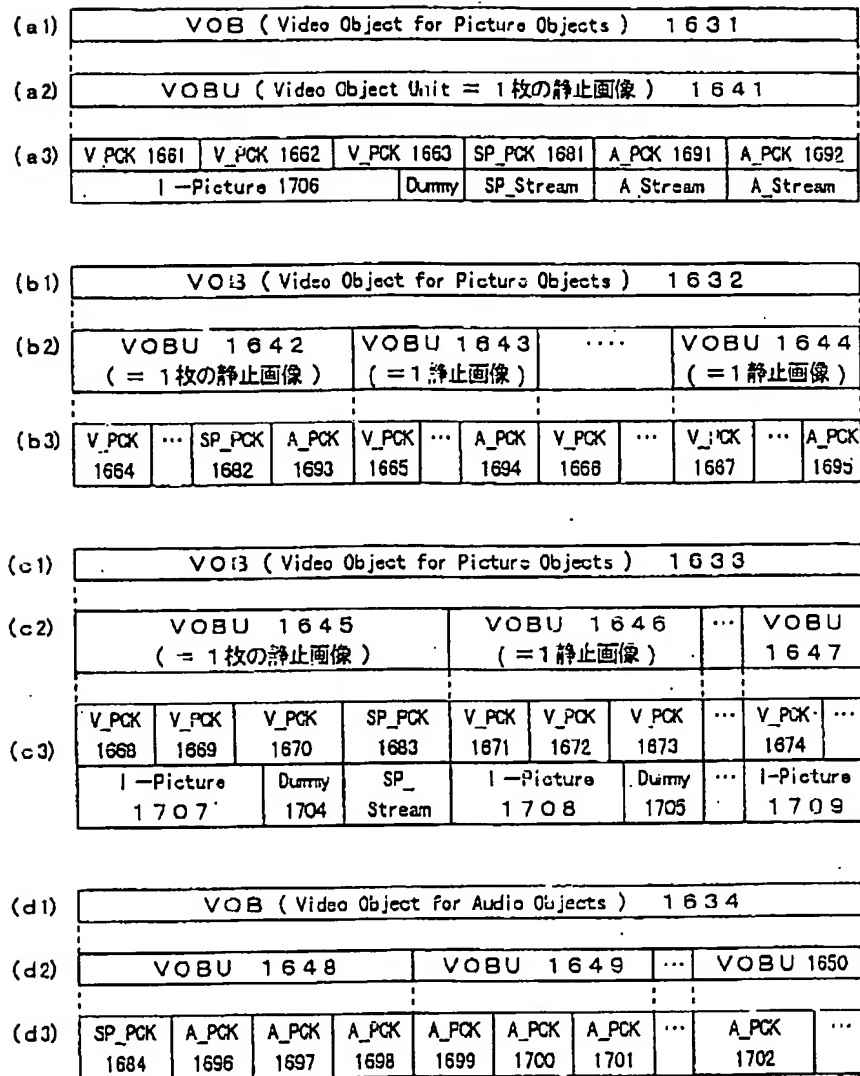 (a1) VOB ( Video Object for Picture Objects ) 1631
(a2) VOBU ( Video Object Unit = 1枚の静止画像 ) 1641
(a3) V_PCK 1661 V_PCK 1662 V_PCK 1663 SP_PCK 1681 A_PCK 1691 A_PCK 1692
I-Picture 1706 Dummy SP_Stream A_Stream A_Stream
(b1) VOB ( Video Object for Picture Objects ) 1632
(b2) VOBU 1642 VOBU 1643 ···· VOBU 1644
( = 1枚の静止画像 ) ( =1静止画像 ) ( =1静止画像 )
(b3) V_PCK ··· SP_PCK A_PCK V_PCK ··· A_PCK V_PCK ··· V_PCK ··· A_PCK
1664 1682 1693 1665 1694 1666 1667 1695
(c1) VOB ( Video Object for Picture Objects ) 1633
(c2) VOBU 1645 VOBU 1646 ··· VOBU
( = 1枚の静止画像 ) ( =1静止画像 ) 1647
(c3) V_PCK V_PCK V_PCK SP_PCK V_PCK V_PCK V_PCK ··· V_PCK ···
1668 1669 1670 1683 1671 1672 1673 1674
I-Picture Dummy SP_ I-Picture Dummy ··· I-Picture
1707 1704 Stream 1708 1705 1709
(d1) VOB ( Video Object for Audio Objects ) 1634
(d2) VOBU 1648 VOBU 1649 ··· VOBU 1650
(d3) SP_PCK A_PCK A_PCK A_PCK A_PCK A_PCK A_PCK ··· A_PCK ···
1684 1696 1697 1698 1699 1700 1701 1702